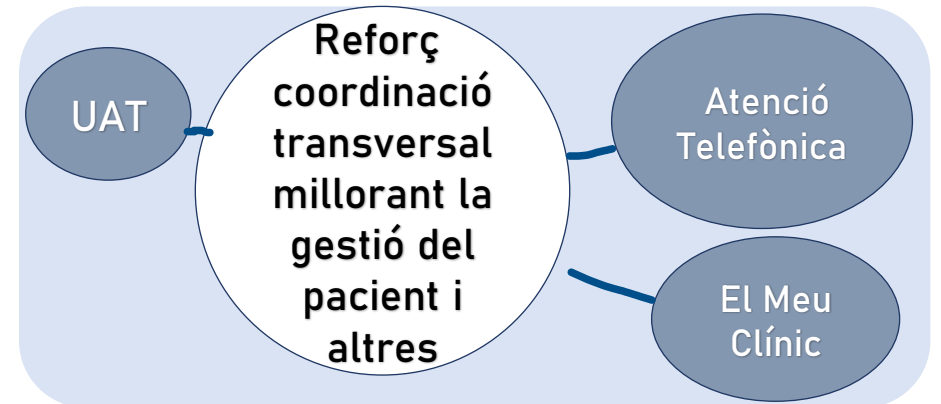 UAT
Reforç
coordinació
transversal
millorant la
gestió del
pacient i
altres
Atenció
Telefònica
El Meu
Clínic